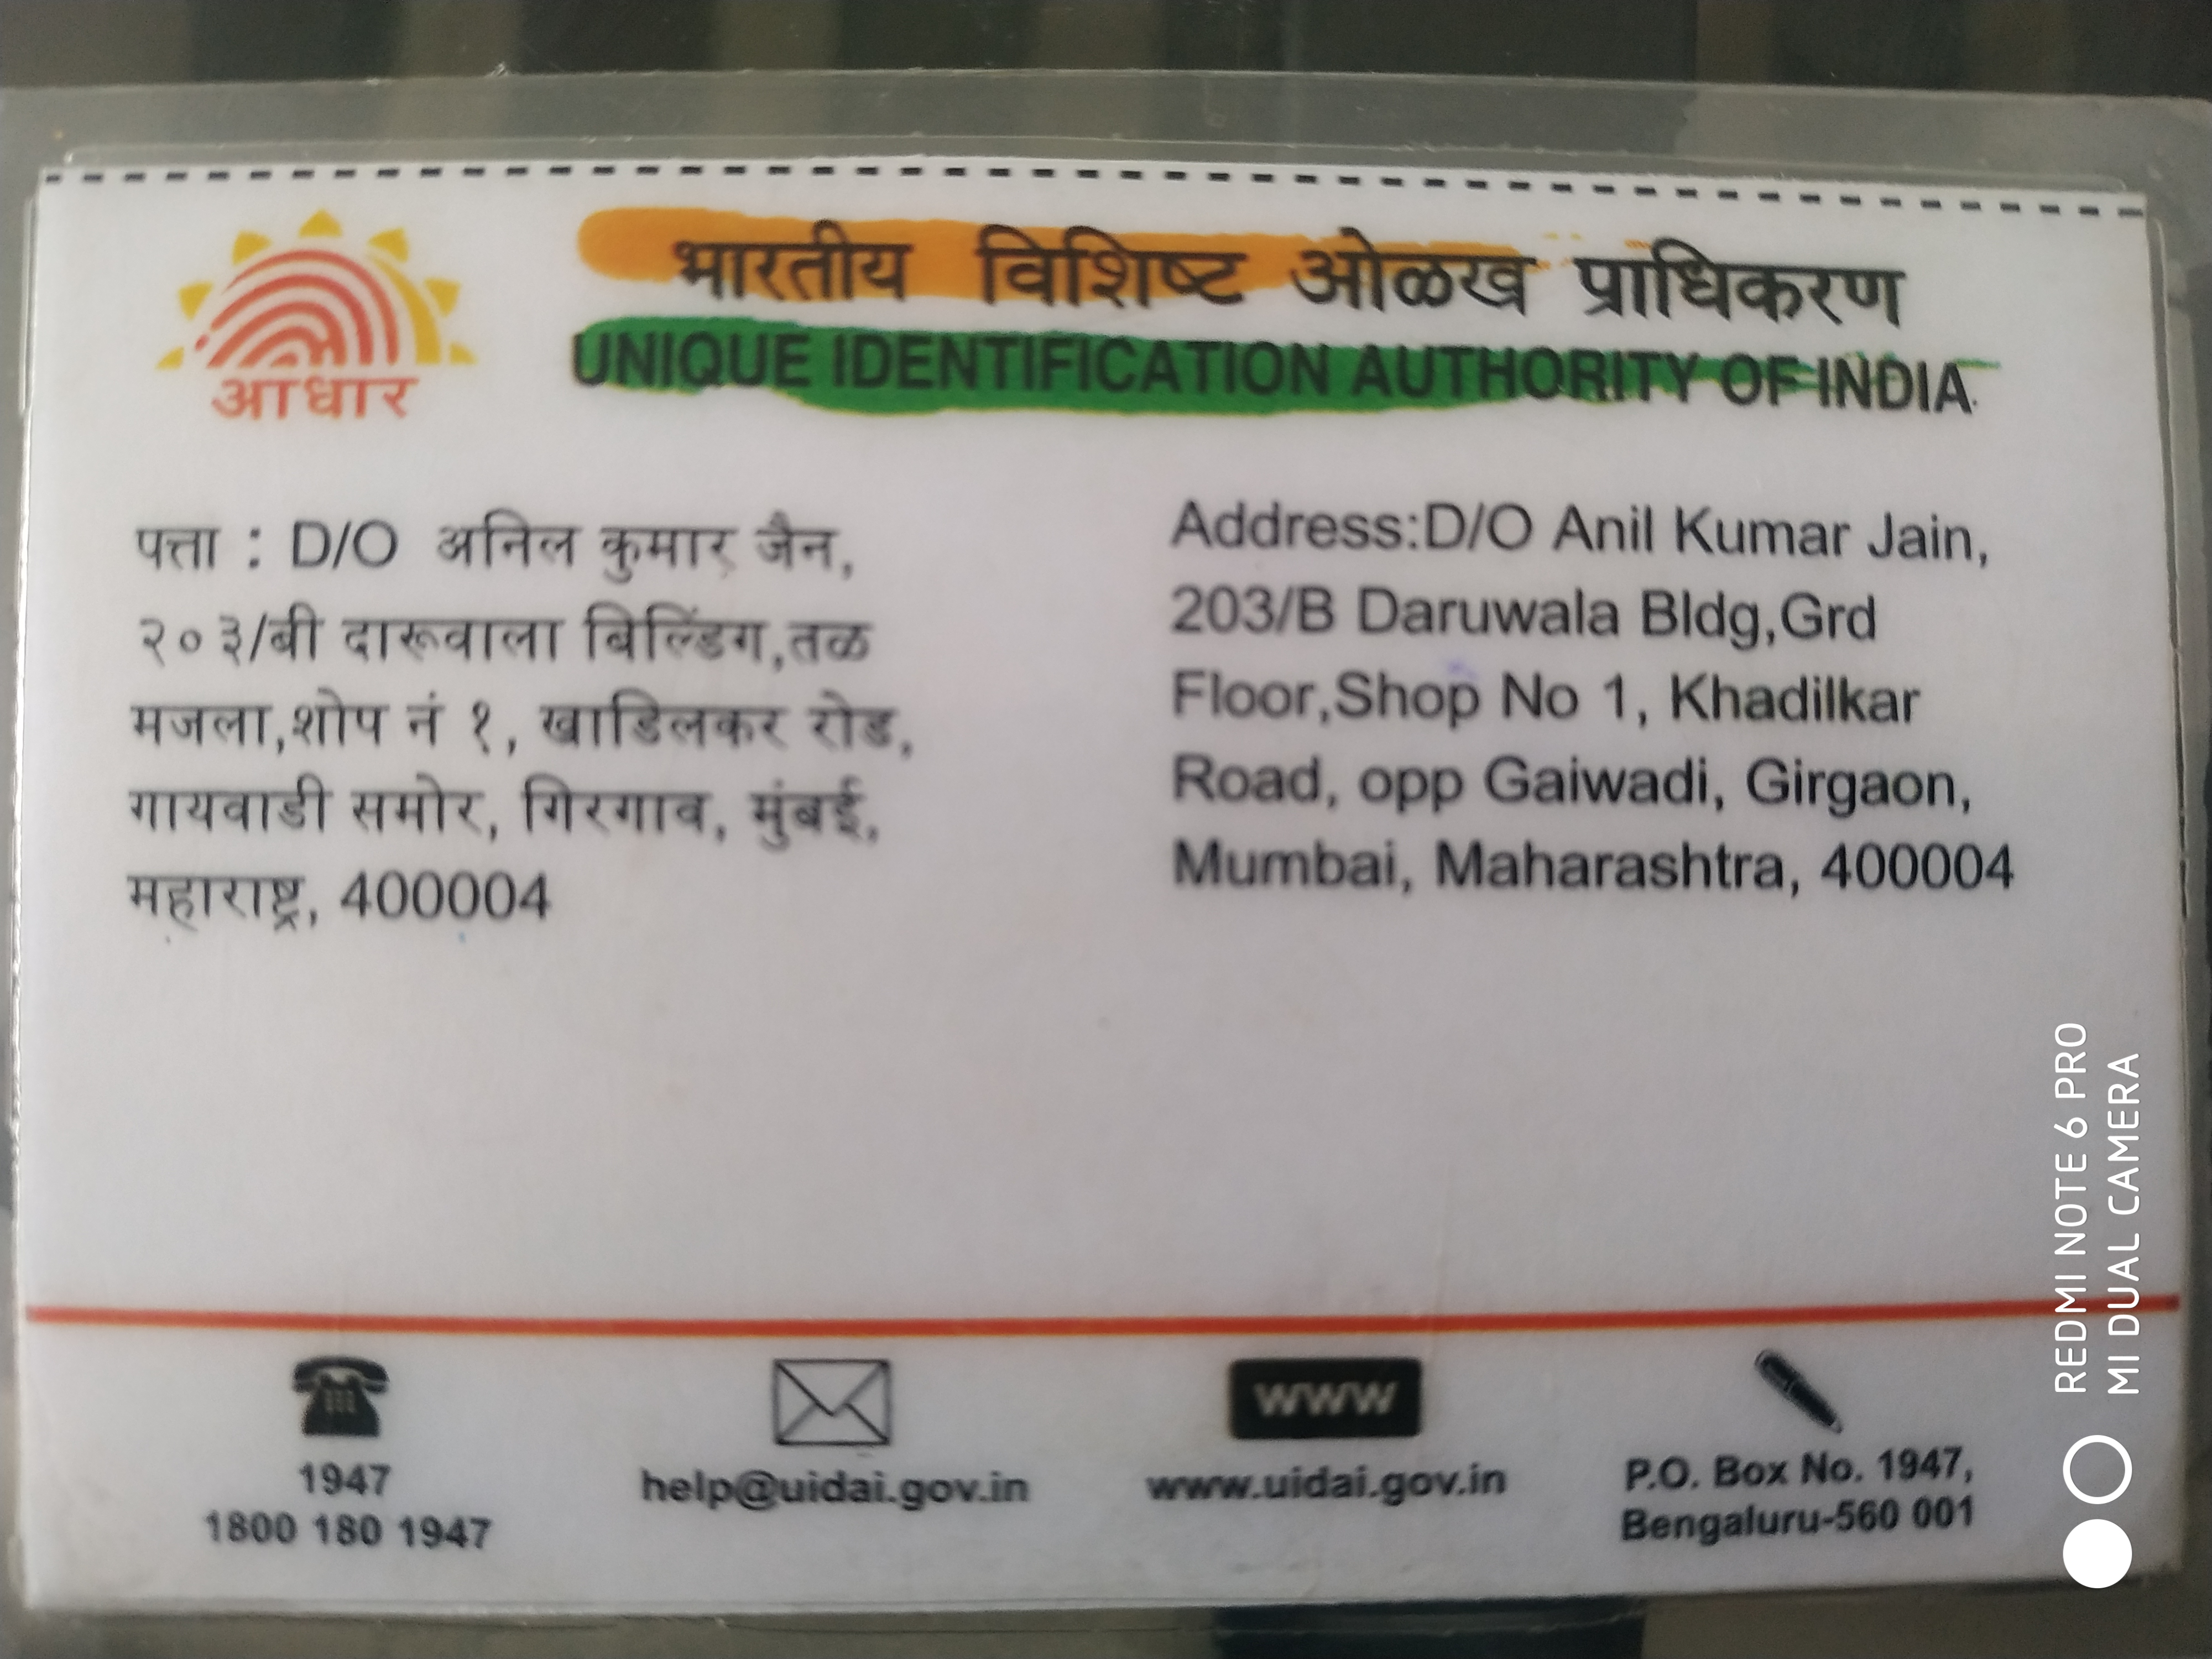 भारतीय विशिष्ट ओळख प्राधिकरण
UNIQUE IDENTIFICATION AUTHORITY OF INDIA
आधार
पत्ता : D/O अनिल कुमार जैन,
२०३/बी दारूवाला बिल्डिंग,तळ
मजला,शोप नं १, खाडिलकर रोड,
गायवाडी समोर, गिरगाव, मुंबई,
महाराष्ट्र, 400004
Address:D/O Anil Kumar Jain,
203/B Daruwala Bldg,Grd
Floor,Shop No 1, Khadilkar
Road, opp Gaiwadi, Girgaon,
Mumbai, Maharashtra, 400004
1947
1800 180 1947
help@uidai.gov.in
www
www.uidai.gov.in
P.O. Box No. 1947,
Bengaluru-560 001
REDMI NOTE 6 PRO
MI DUAL CAMERA